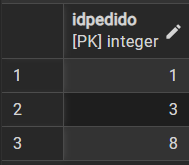 idpedido
[PK] integer
1 1
2 3
3 8